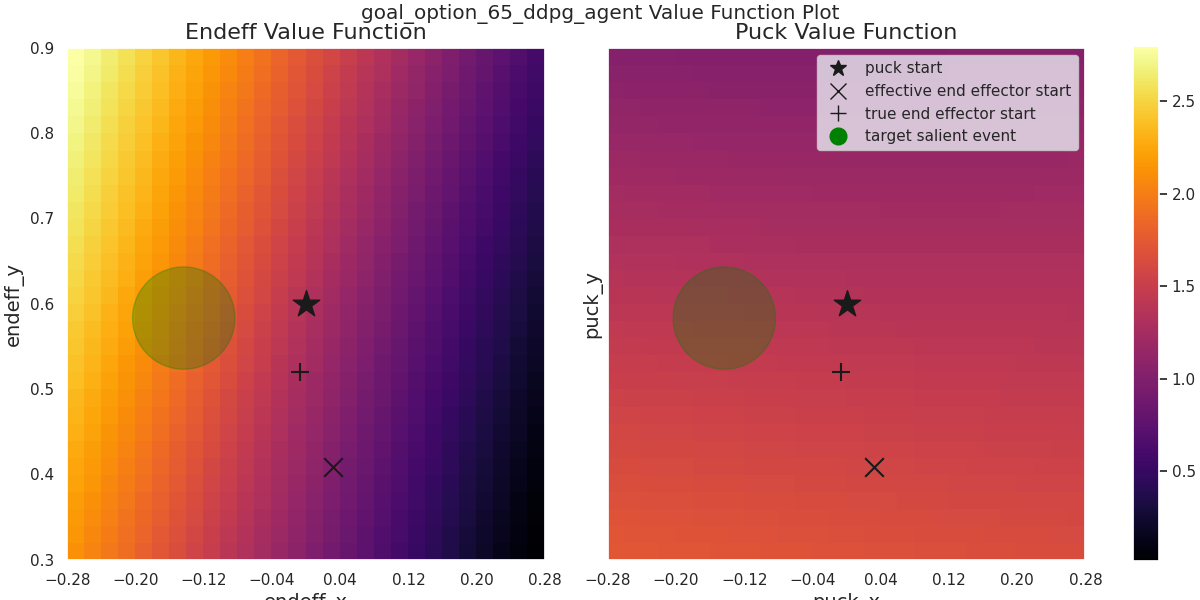 goal_option_65_ddpg_agent Value Function Plot
Endeff Value Function
Puck Value Function
puck start
effective end effector start
true end effector start
target salient event
endeff_y
0.9
0.8
0.7
0.6
0.5
0.4
0.3
−0.28 −0.20 −0.12 −0.04 0.04 0.12 0.20 0.28
endeff_x
puck_y
−0.28 −0.20 −0.12 −0.04 0.04 0.12 0.20 0.28
puck_x
2.5
2.0
1.5
1.0
0.5